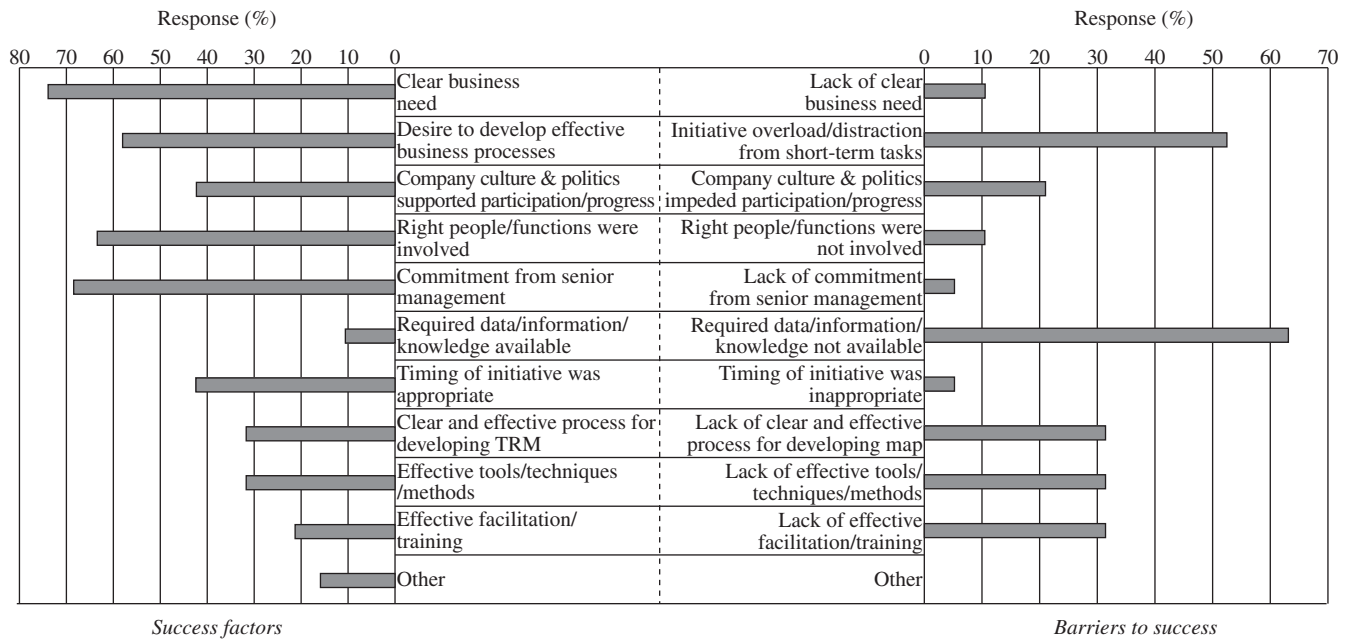 Response (%)
Response (%)
80 70 60 50 40 30 20 10 0
0 10 20 30 40 50 60 70
Clear business
need
Lack of clear
business need
Desire to develop effective
business processes
Initiative overload/distraction
from short-term tasks
Company culture & politics
supported participation/progress
Company culture & politics
impeded participation/progress
Right people/functions were
involved
Right people/functions were
not involved
Commitment from senior
management
Lack of commitment
from senior management
Required data/information/
knowledge available
Required data/information/
knowledge not available
Timing of initiative was
appropriate
Timing of initiative was
inappropriate
Clear and effective process for
developing TRM
Lack of clear and effective
process for developing map
Effective tools/techniques
/methods
Lack of effective tools/
techniques/methods
Effective facilitation/
training
Lack of effective
facilitation/training
Other
Other
Success factors
Barriers to success